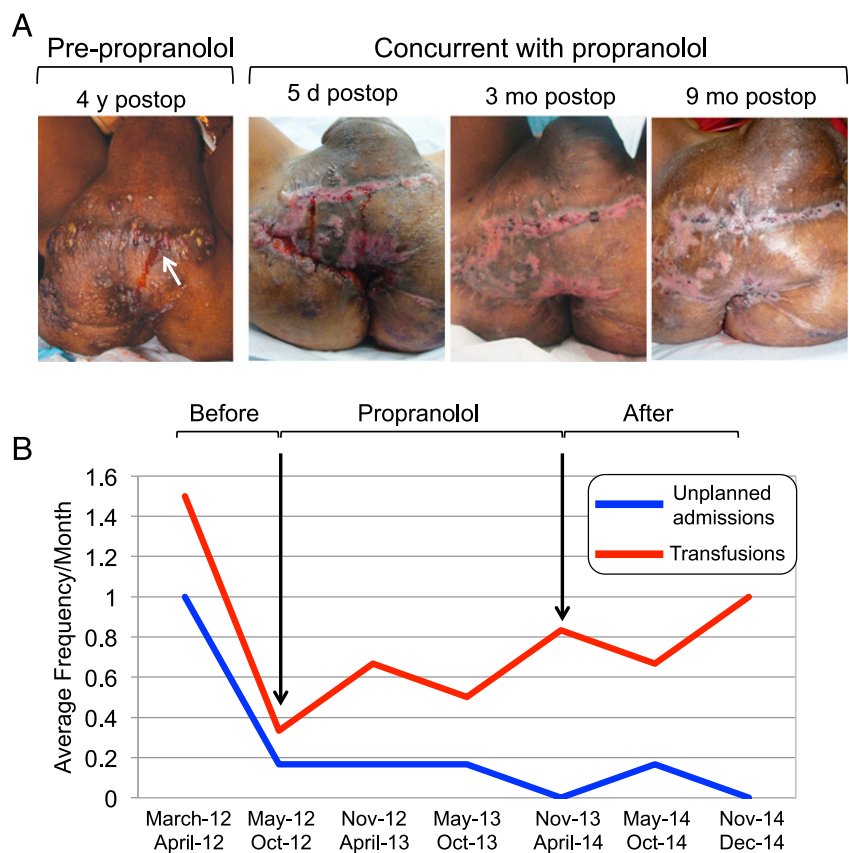 A
Pre-propranolol
Concurrent with propranolol
4 y postop
5 d postop
3 mo postop
9 mo postop
Before
Propranolol
After
B
Average Frequency/Month
1.6
1.4
1.2
1
0.8
0.6
0.4
0.2
0
Unplanned
admissions
Transfusions
March-12
April-12
May-12
Oct-12
Nov-12
April-13
May-13
Oct-13
Nov-13
April-14
May-14
Oct-14
Nov-14
Dec-14